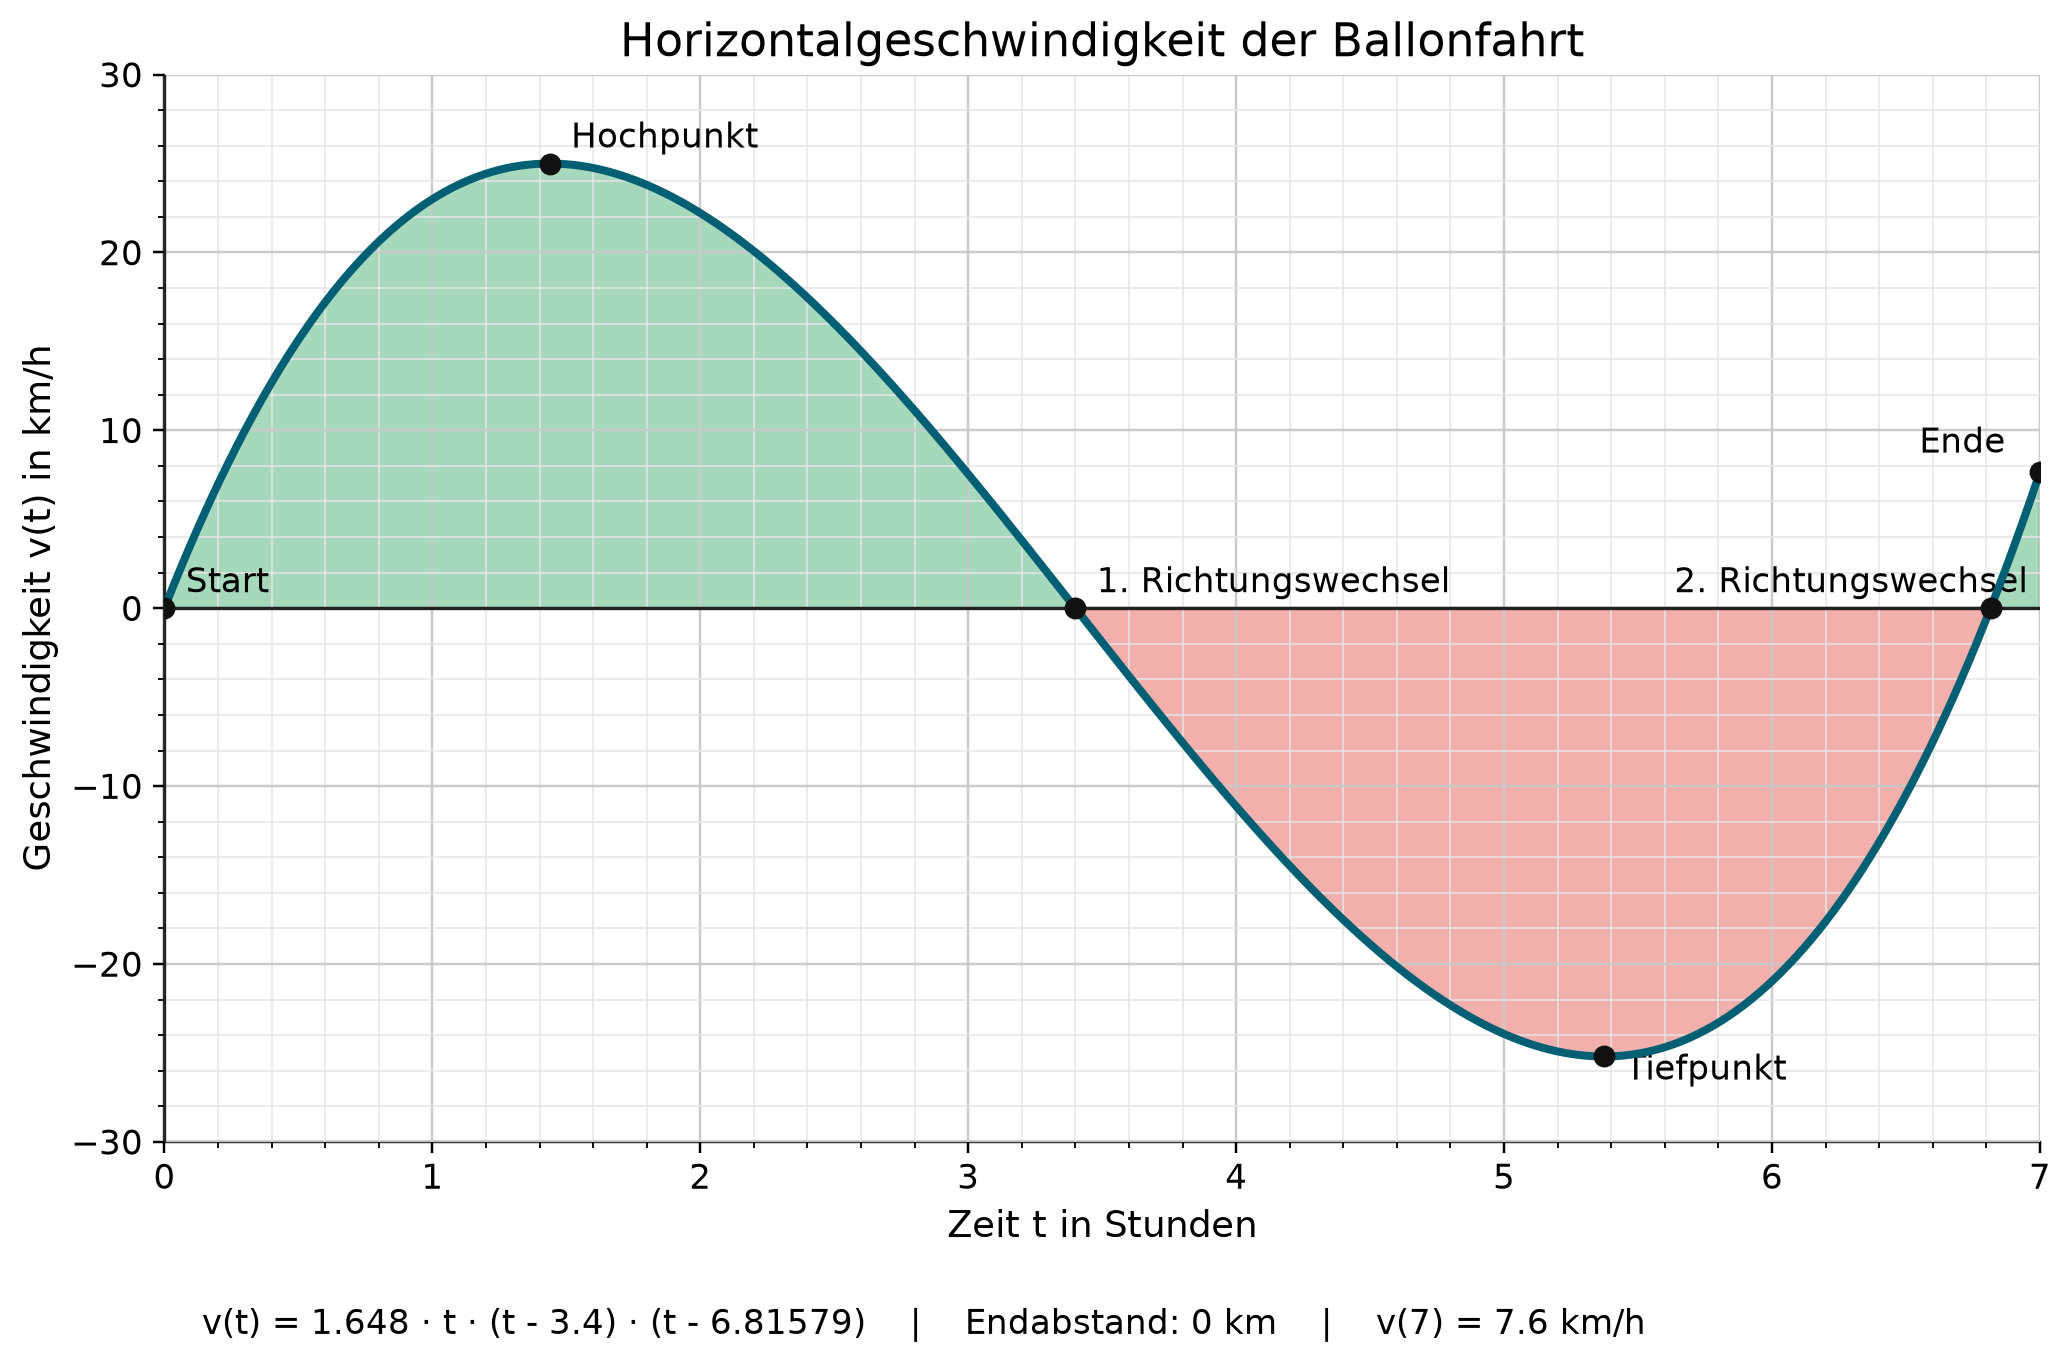 Horizontalgeschwindigkeit der Ballonfahrt
Geschwindigkeit v(t) in km/h
30
20
10
0
−10
−20
−30
Hochpunkt
Ende
Start
1. Richtungswechsel
2. Richtungswechsel
Tiefpunkt
0 1 2 3 4 5 6 7
Zeit t in Stunden
v(t) = 1.648 · t · (t - 3.4) · (t - 6.81579) | Endabstand: 0 km | v(7) = 7.6 km/h